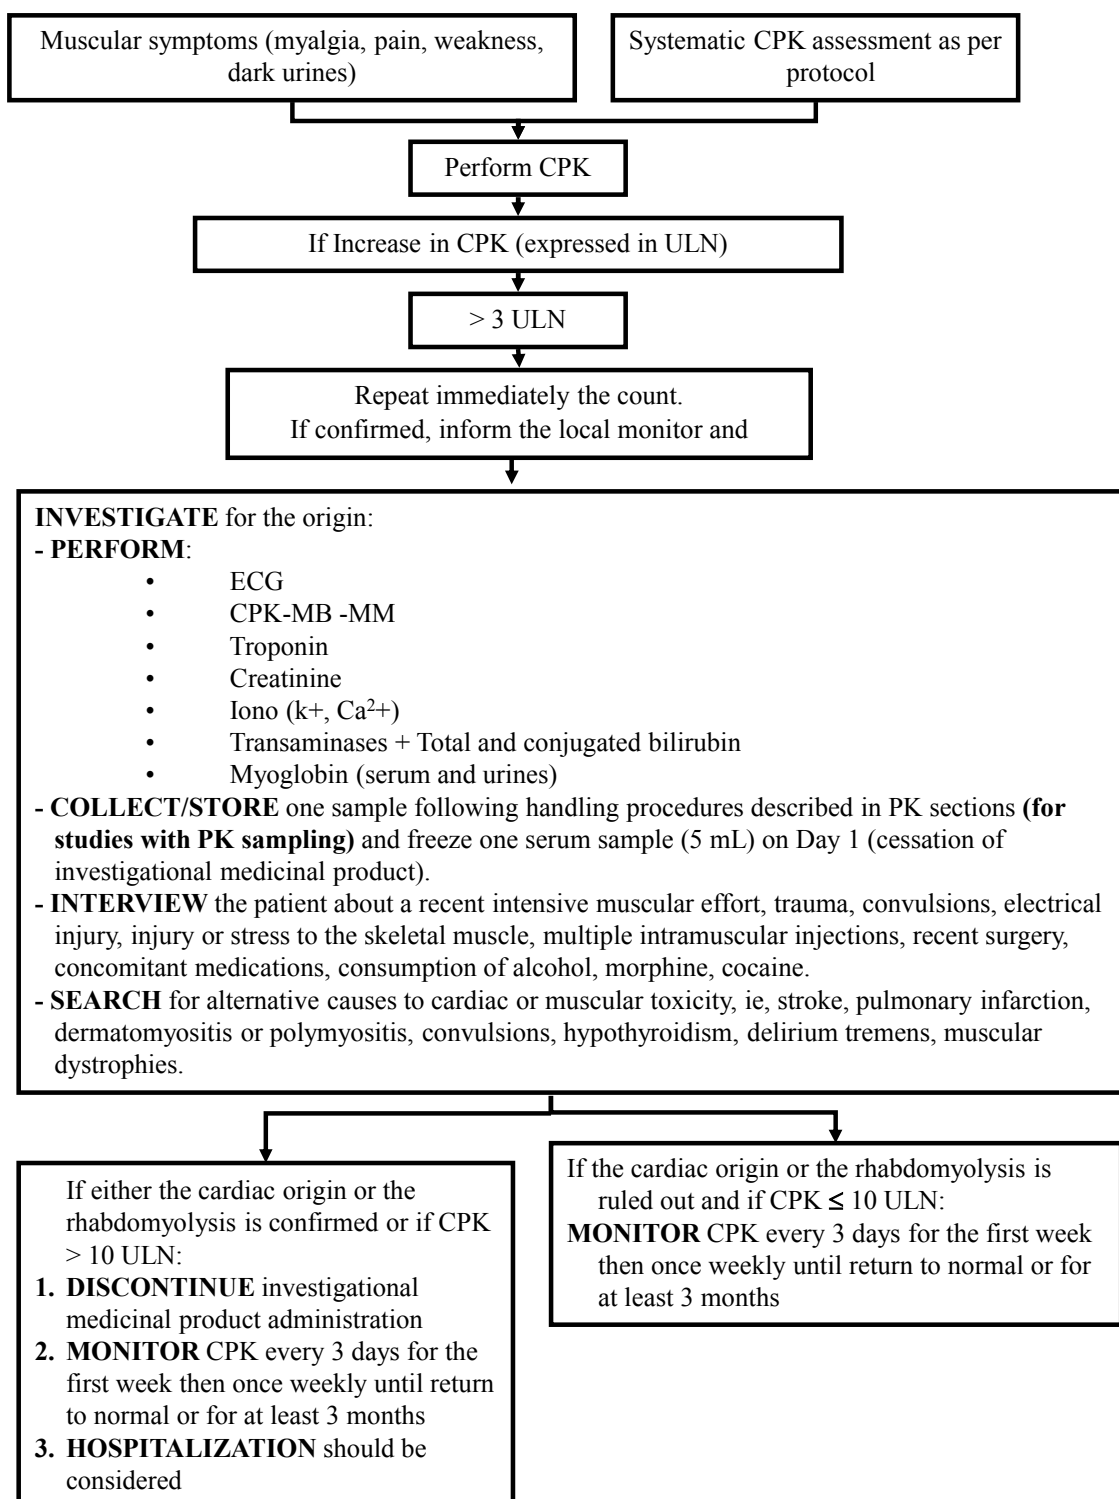 Muscular symptoms (myalgia, pain, weakness,
dark urines)
Systematic CPK assessment as per
protocol
Perform CPK
If Increase in CPK (expressed in ULN)
> 3 ULN
Repeat immediately the count.
If confirmed, inform the local monitor and
INVESTIGATE for the origin:
- PERFORM:
• ECG
• CPK-MB -MM
• Troponin
• Creatinine
• Iono (k+, Ca²+)
• Transaminases + Total and conjugated bilirubin
• Myoglobin (serum and urines)
- COLLECT/STORE one sample following handling procedures described in PK sections (for
studies with PK sampling) and freeze one serum sample (5 mL) on Day 1 (cessation of
investigational medicinal product).
- INTERVIEW the patient about a recent intensive muscular effort, trauma, convulsions, electrical
injury, injury or stress to the skeletal muscle, multiple intramuscular injections, recent surgery,
concomitant medications, consumption of alcohol, morphine, cocaine.
- SEARCH for alternative causes to cardiac or muscular toxicity, ie, stroke, pulmonary infarction,
dermatomyositis or polymyositis, convulsions, hypothyroidism, delirium tremens, muscular
dystrophies.
If either the cardiac origin or the
rhabdomyolysis is confirmed or if CPK
> 10 ULN:
1. DISCONTINUE investigational
medicinal product administration
2. MONITOR CPK every 3 days for the
first week then once weekly until return
to normal or for at least 3 months
3. HOSPITALIZATION should be
considered
If the cardiac origin or the rhabdomyolysis is
ruled out and if CPK ≤ 10 ULN:
MONITOR CPK every 3 days for the first week
then once weekly until return to normal or for
at least 3 months